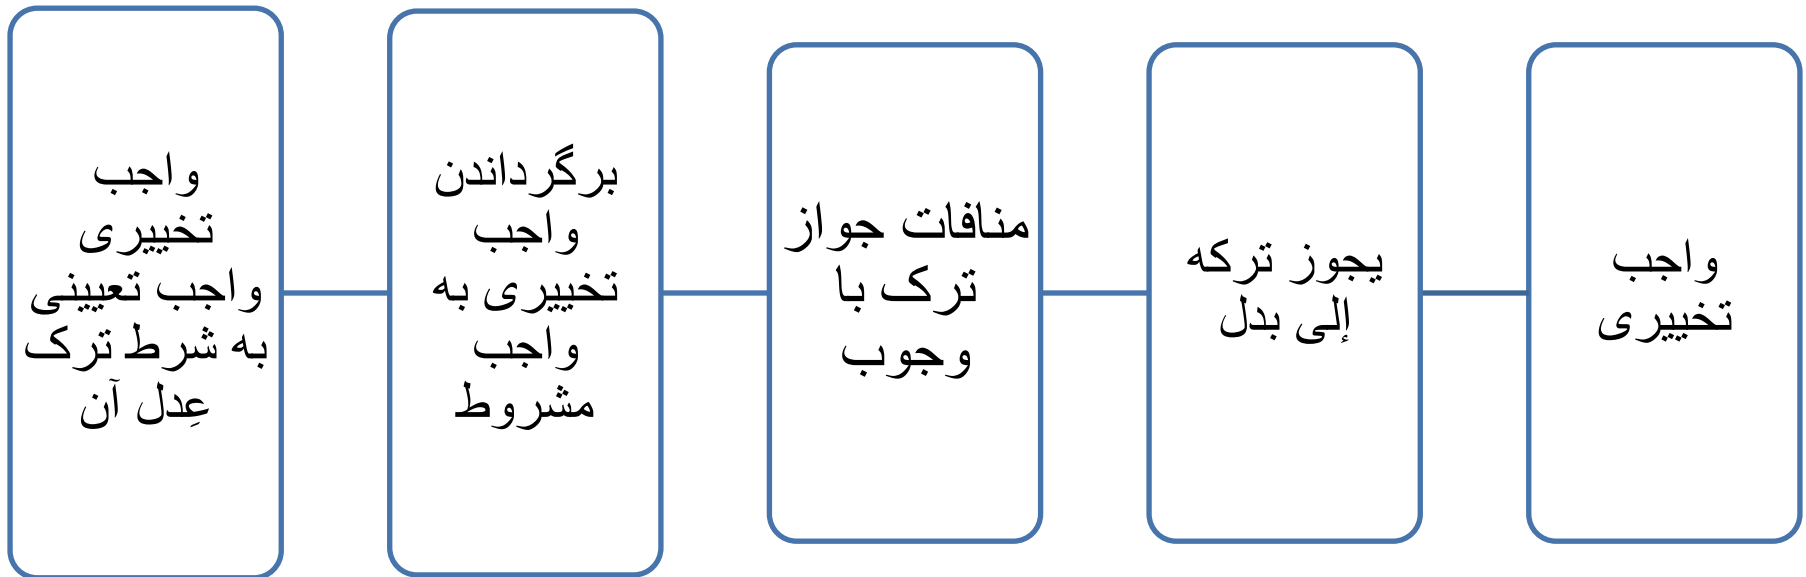 واجب
تخییری
یجوز ترکه
إلی بدل
منافات جواز
ترک با
وجوب
برگرداندن
واجب
تخییری به
واجب
مشروط
واجب
تخییری
واجب تعیینی
به شرط ترک
عِدل آن